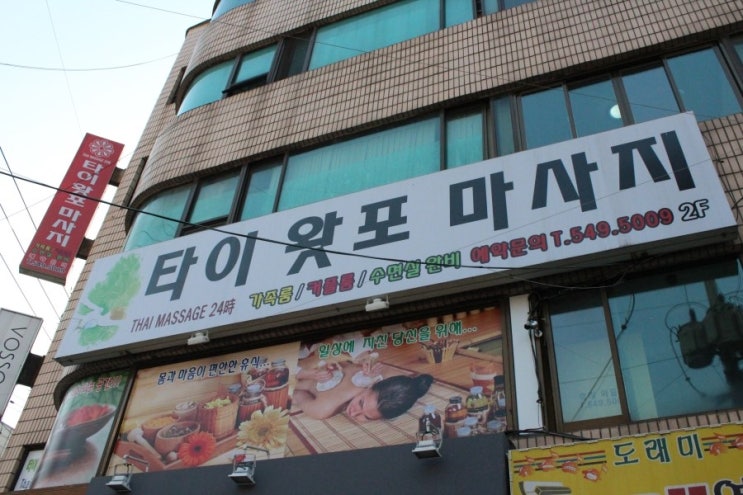 타이 왓포 마사지
THAI MASSAGE 24時
가족룸 / 커플룸 / 수면실 완비 예약문의 T.549.5009 2F
타이 왓포 마사지
몸과 마음이 편안한 휴식...
일상에 지친 당신을 위해...
VOSSO
도래미